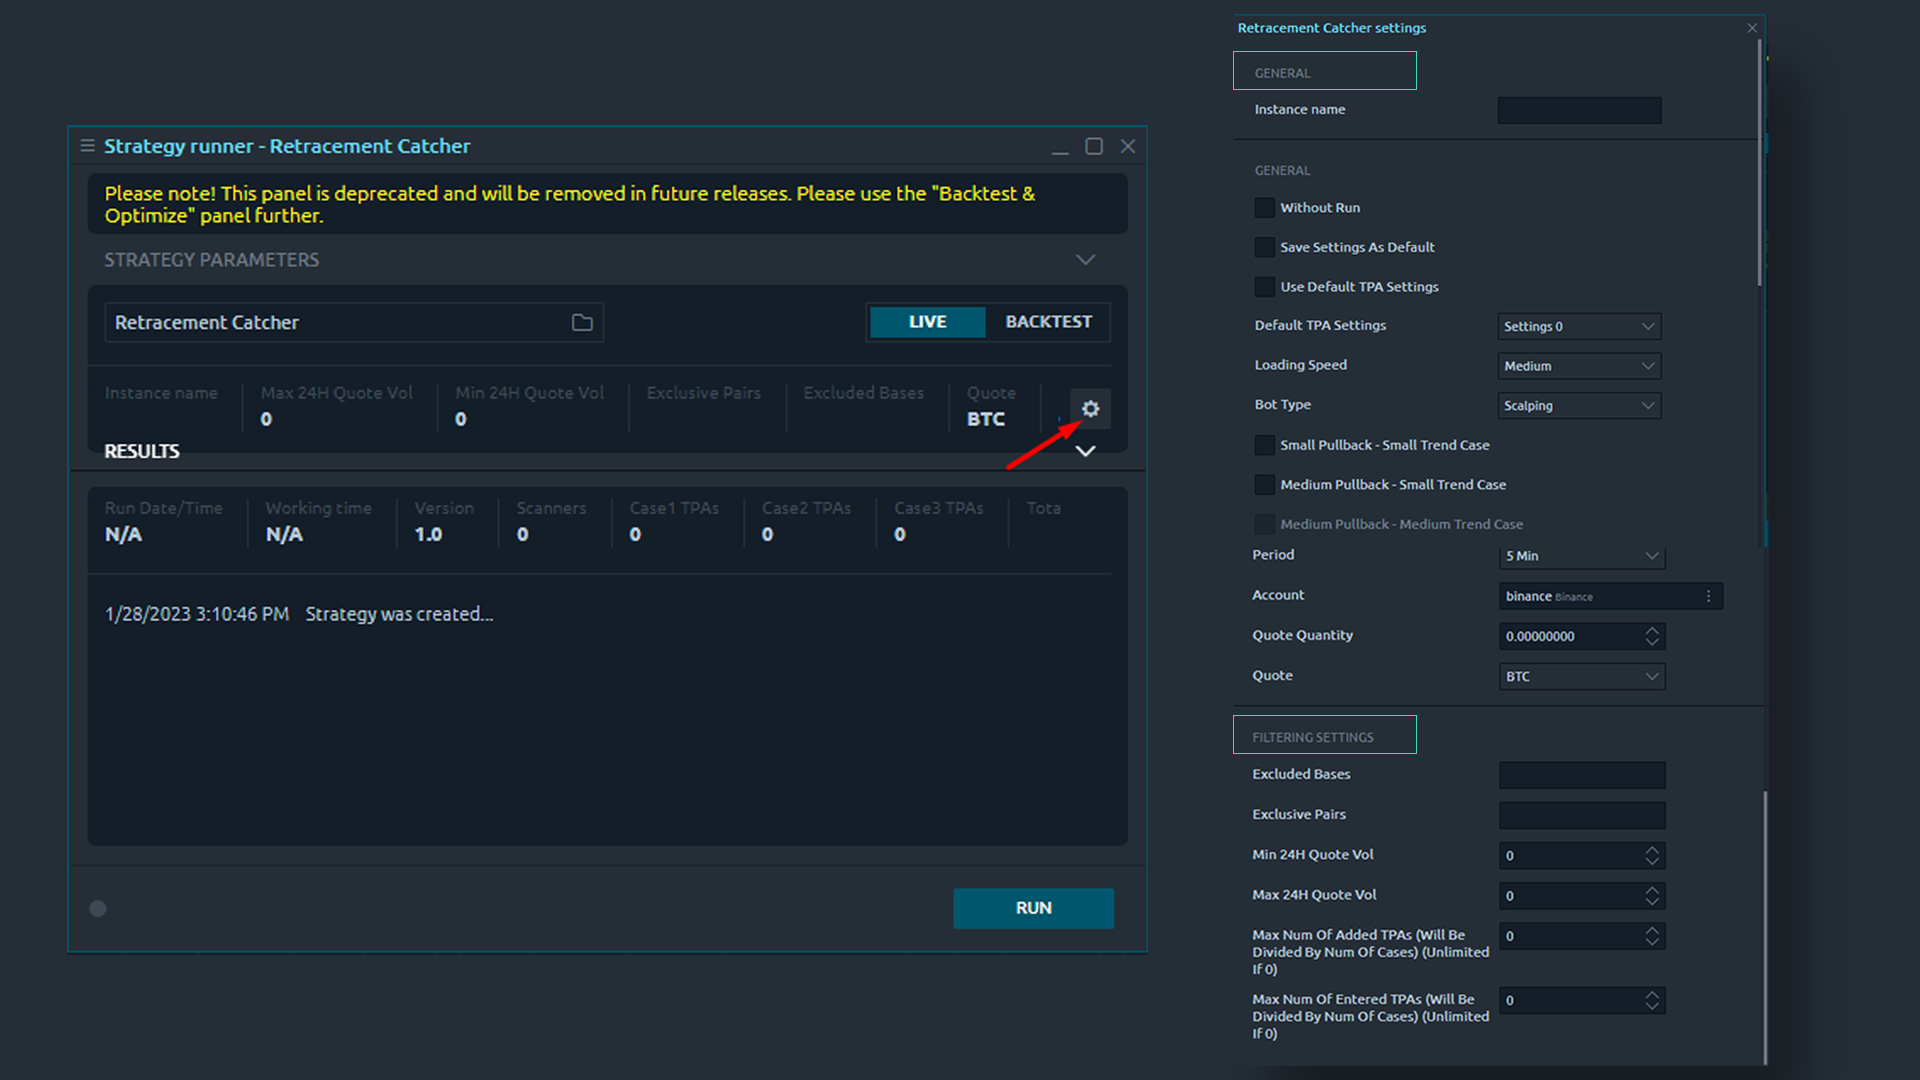 Strategy runner - Retracement Catcher
Please note! This panel is deprecated and will be removed in future releases. Please use the "Backtest &
Optimize" panel further.
STRATEGY PARAMETERS
Retracement Catcher
LIVE
BACKTEST
Instance name
Max 24H Quote Vol
0
Min 24H Quote Vol
0
Exclusive Pairs
Excluded Bases
Quote
BTC
RESULTS
Run Date/Time
N/A
Working time
N/A
Version
1.0
Scanners
0
Case1 TPAs
0
Case2 TPAs
0
Case3 TPAs
0
Tota
1/28/2023 3:10:46 PM Strategy was created...
RUN
Retracement Catcher settings
GENERAL
Instance name
GENERAL
Without Run
Save Settings As Default
Use Default TPA Settings
Default TPA Settings
Settings 0
Loading Speed
Medium
Bot Type
Scalping
Small Pullback - Small Trend Case
Medium Pullback - Small Trend Case
Medium Pullback - Medium Trend Case
Period
5 Min
Account
binance Binance
Quote Quantity
0.00000000
Quote
BTC
FILTERING SETTINGS
Excluded Bases
Exclusive Pairs
Min 24H Quote Vol
0
Max 24H Quote Vol
0
Max Num Of Added TPAs (Will Be
Divided By Num Of Cases) (Unlimited
If 0)
0
Max Num Of Entered TPAs (Will Be
Divided By Num Of Cases) (Unlimited
If 0)
0